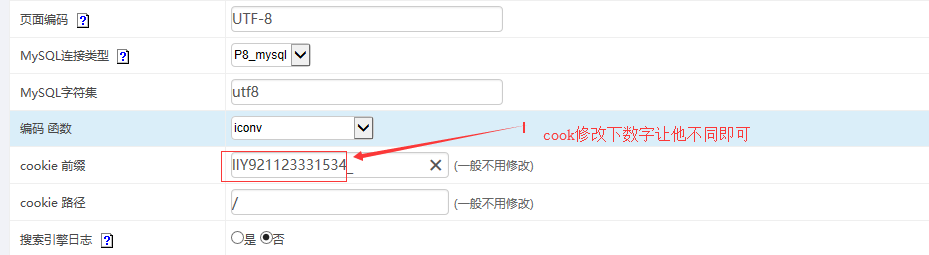 页面编码 ? UTF-8
MySQL连接类型 ? P8_mysql
MySQL字符集 utf8
编码 函数 iconv
cook修改下数字让他不同即可
cookie 前缀 IIY921123331534_ (一般不用修改)
cookie 路径 / (一般不用修改)
搜索引擎日志 ? 是 否